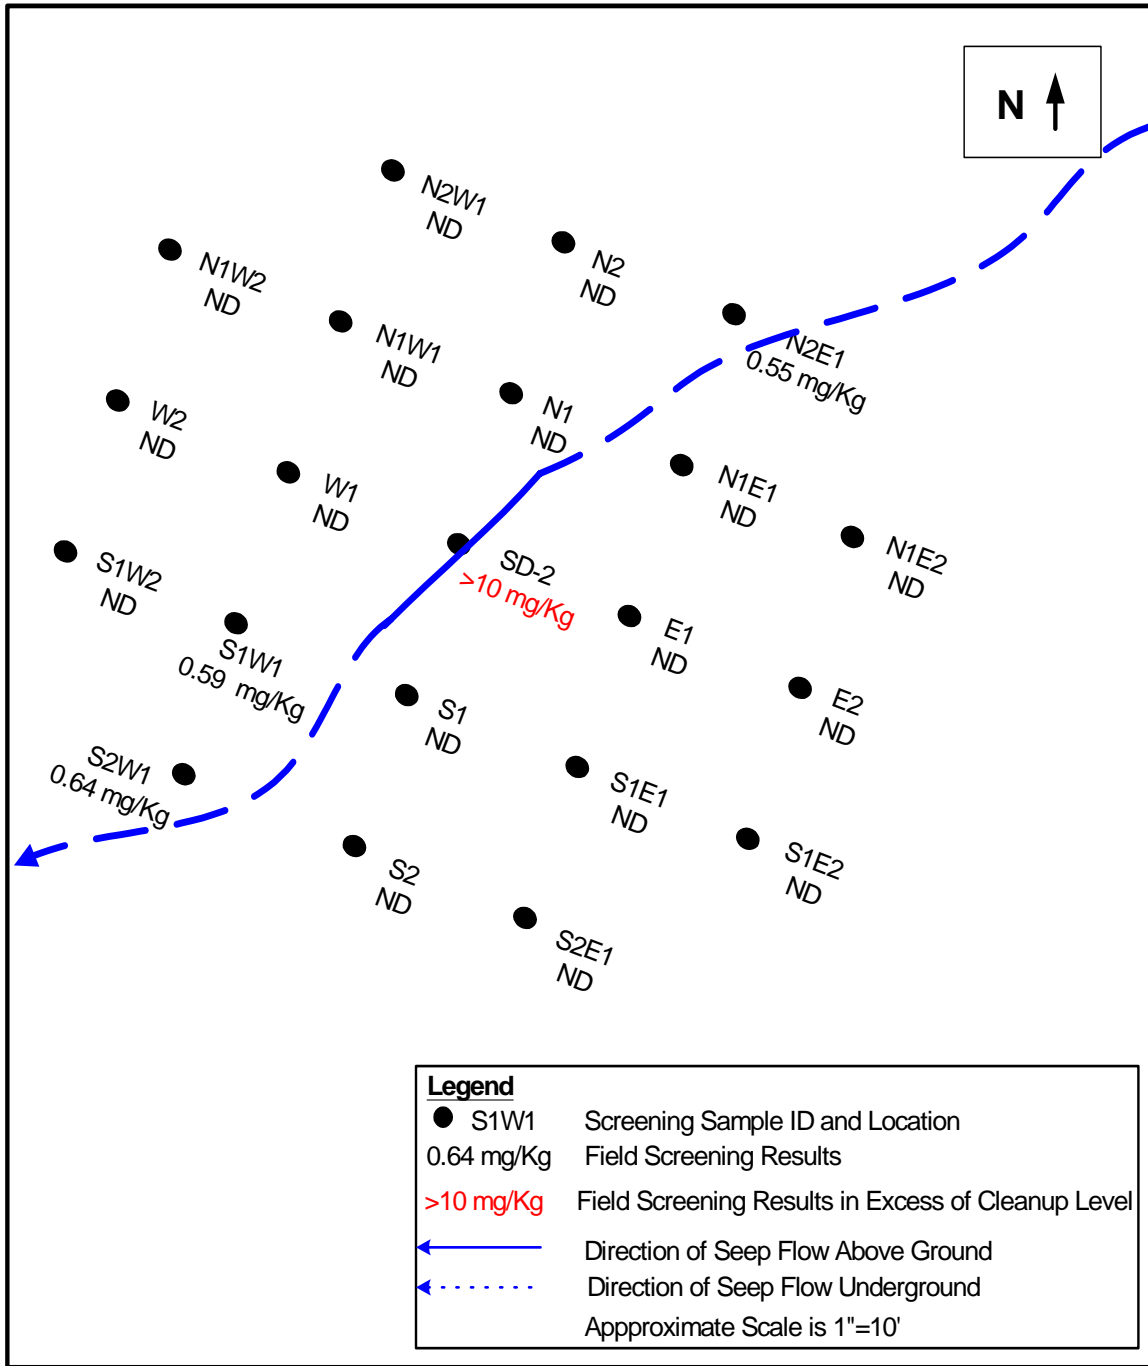 N
N2W1
ND
N2
ND
N1W2
ND
N1W1
ND
N2E1
0.55 mg/Kg
N1
ND
W2
ND
W1
ND
N1E1
ND
N1E2
ND
SD-2
>10 mg/Kg
S1W2
ND
E1
ND
S1W1
0.59 mg/Kg
S1
ND
E2
ND
S2W1
0.64 mg/Kg
S1E1
ND
S1E2
ND
S2
ND
S2E1
ND
Legend
S1W1 Screening Sample ID and Location
0.64 mg/Kg Field Screening Results
>10 mg/Kg Field Screening Results in Excess of Cleanup Level
Direction of Seep Flow Above Ground
Direction of Seep Flow Underground
Appproximate Scale is 1"=10'